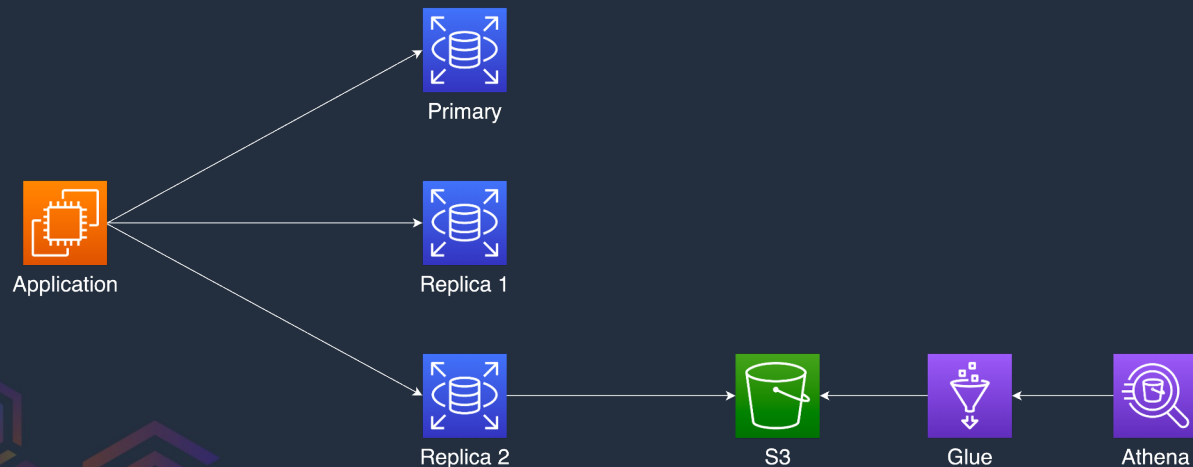 Primary
Application
Replica 1
Replica 2
S3
Glue
Athena